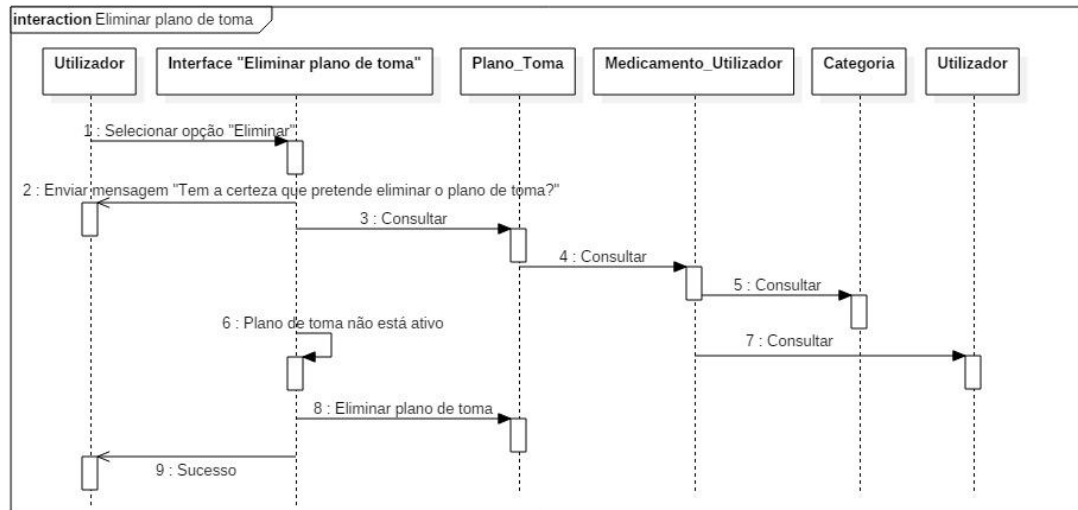 interaction Eliminar plano de toma
Utilizador
Interface "Eliminar plano de toma"
Plano_Toma
Medicamento_Utilizador
Categoria
Utilizador
1 : Selecionar opção "Eliminar"
2 : Enviar mensagem "Tem a certeza que pretende eliminar o plano de toma?"
3 : Consultar
4 : Consultar
5 : Consultar
6 : Plano de toma não está ativo
7 : Consultar
8 : Eliminar plano de toma
9 : Sucesso